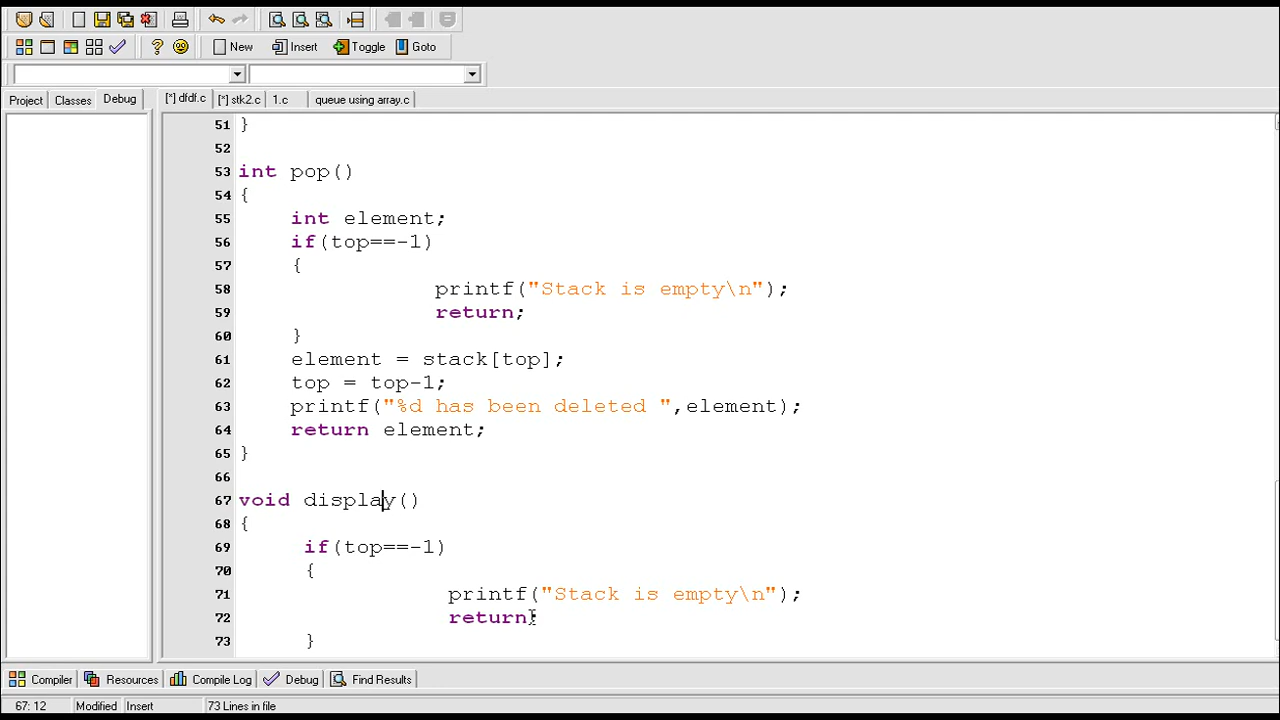 New Insert Toggle Goto
Project Classes Debug [*] dfdf.c [*] stk2.c 1.c queue using array.c
51 }
52
53 int pop()
54 {
55 int element;
56 if(top==-1)
57 {
58 printf("Stack is empty\n");
59 return;
60 }
61 element = stack[top];
62 top = top-1;
63 printf("%d has been deleted ",element);
64 return element;
65 }
66
67 void display()
68 {
69 if(top==-1)
70 {
71 printf("Stack is empty\n");
72 return;
73 }
Compiler Resources Compile Log Debug Find Results
67: 12 Modified Insert 73 Lines in file